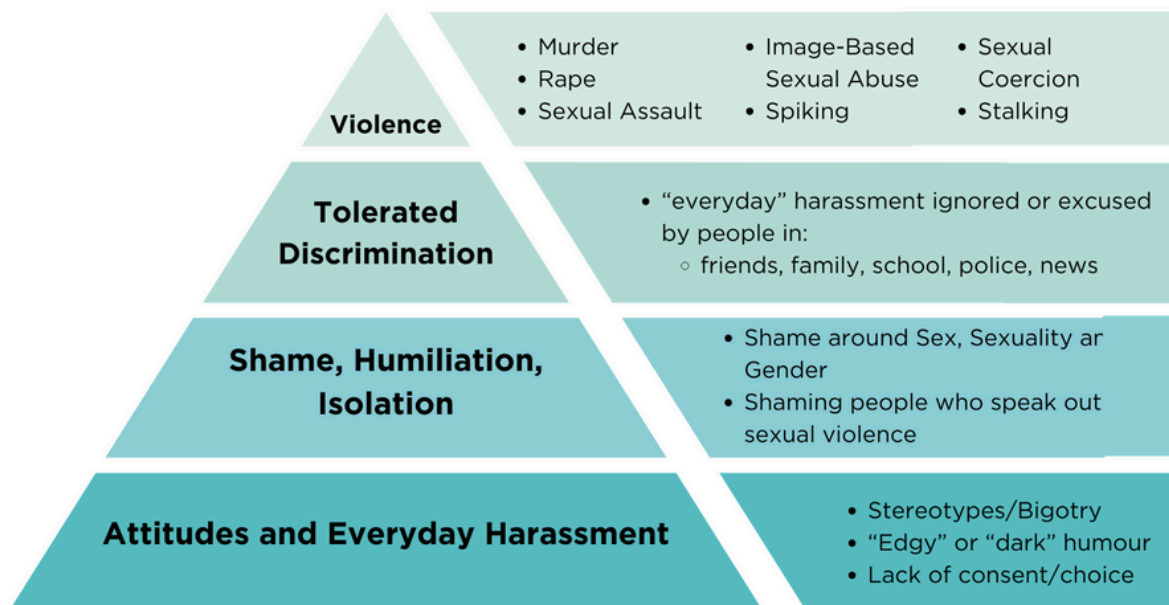 Violence
• Murder
• Rape
• Sexual Assault
• Image-Based
Sexual Abuse
• Spiking
• Sexual
Coercion
• Stalking
Tolerated
Discrimination
• “everyday” harassment ignored or excused
by people in:
○ friends, family, school, police, news
Shame, Humiliation,
Isolation
• Shame around Sex, Sexuality
Gender
• Shaming people who speak out
sexual violence
Attitudes and Everyday Harassment
• Stereotypes/Bigotry
• “Edgy” or “dark” humour
• Lack of consent/choice